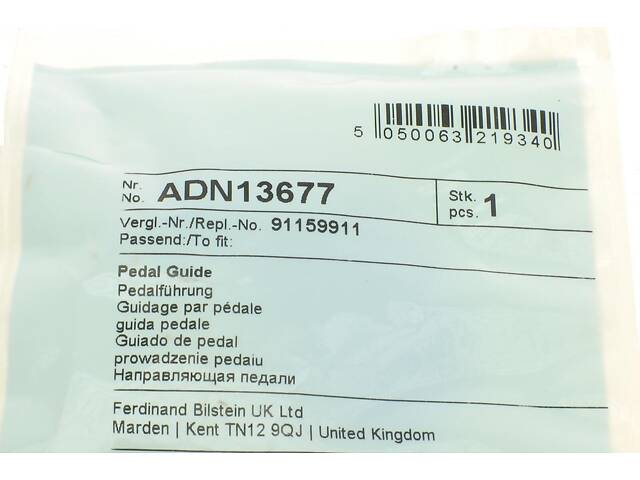 5 050063 219340
Nr.
No. ADN13677
Stk.
pcs. 1
Vergl.-Nr./Repl.-No. 91159911
Passend:/To fit:
Pedal Guide
Pedalführung
Guidage par pédale
guida pedale
Guiado de pedal
prowadzenie pedaiu
Направляющая педали
Ferdinand Bilstein UK Ltd
Marden | Kent TN12 9QJ | United Kingdom